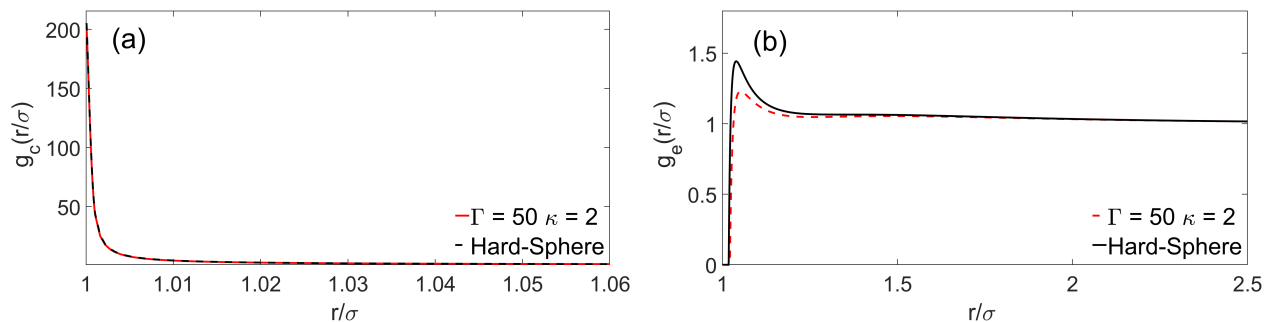 (a)
200
150
100
50
g_c(r/σ)
1 1.01 1.02 1.03 1.04 1.05 1.06
r/σ
Γ = 50 κ = 2
Hard-Sphere
(b)
1.5
1
0.5
0
g_e(r/σ)
1 1.5 2 2.5
r/σ
Γ = 50 κ = 2
Hard-Sphere